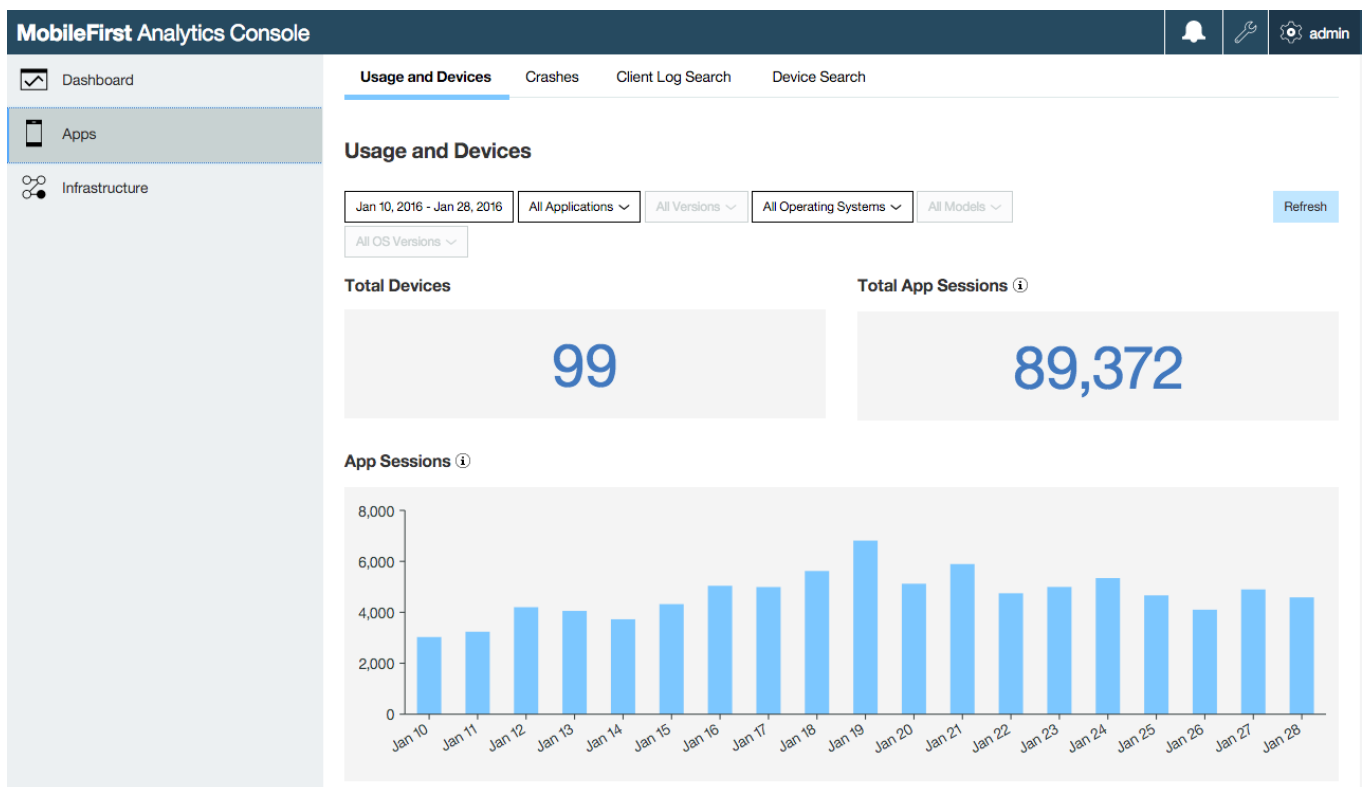 MobileFirst Analytics Console
admin
Dashboard
Apps
Infrastructure
Usage and Devices Crashes Client Log Search Device Search
Usage and Devices
Jan 10, 2016 - Jan 28, 2016 All Applications All Versions All Operating Systems All Models Refresh
All OS Versions
Total Devices
99
Total App Sessions
89,372
App Sessions
8,000
6,000
4,000
2,000
0
Jan 10 Jan 11 Jan 12 Jan 13 Jan 14 Jan 15 Jan 16 Jan 17 Jan 18 Jan 19 Jan 20 Jan 21 Jan 22 Jan 23 Jan 24 Jan 25 Jan 26 Jan 27 Jan 28